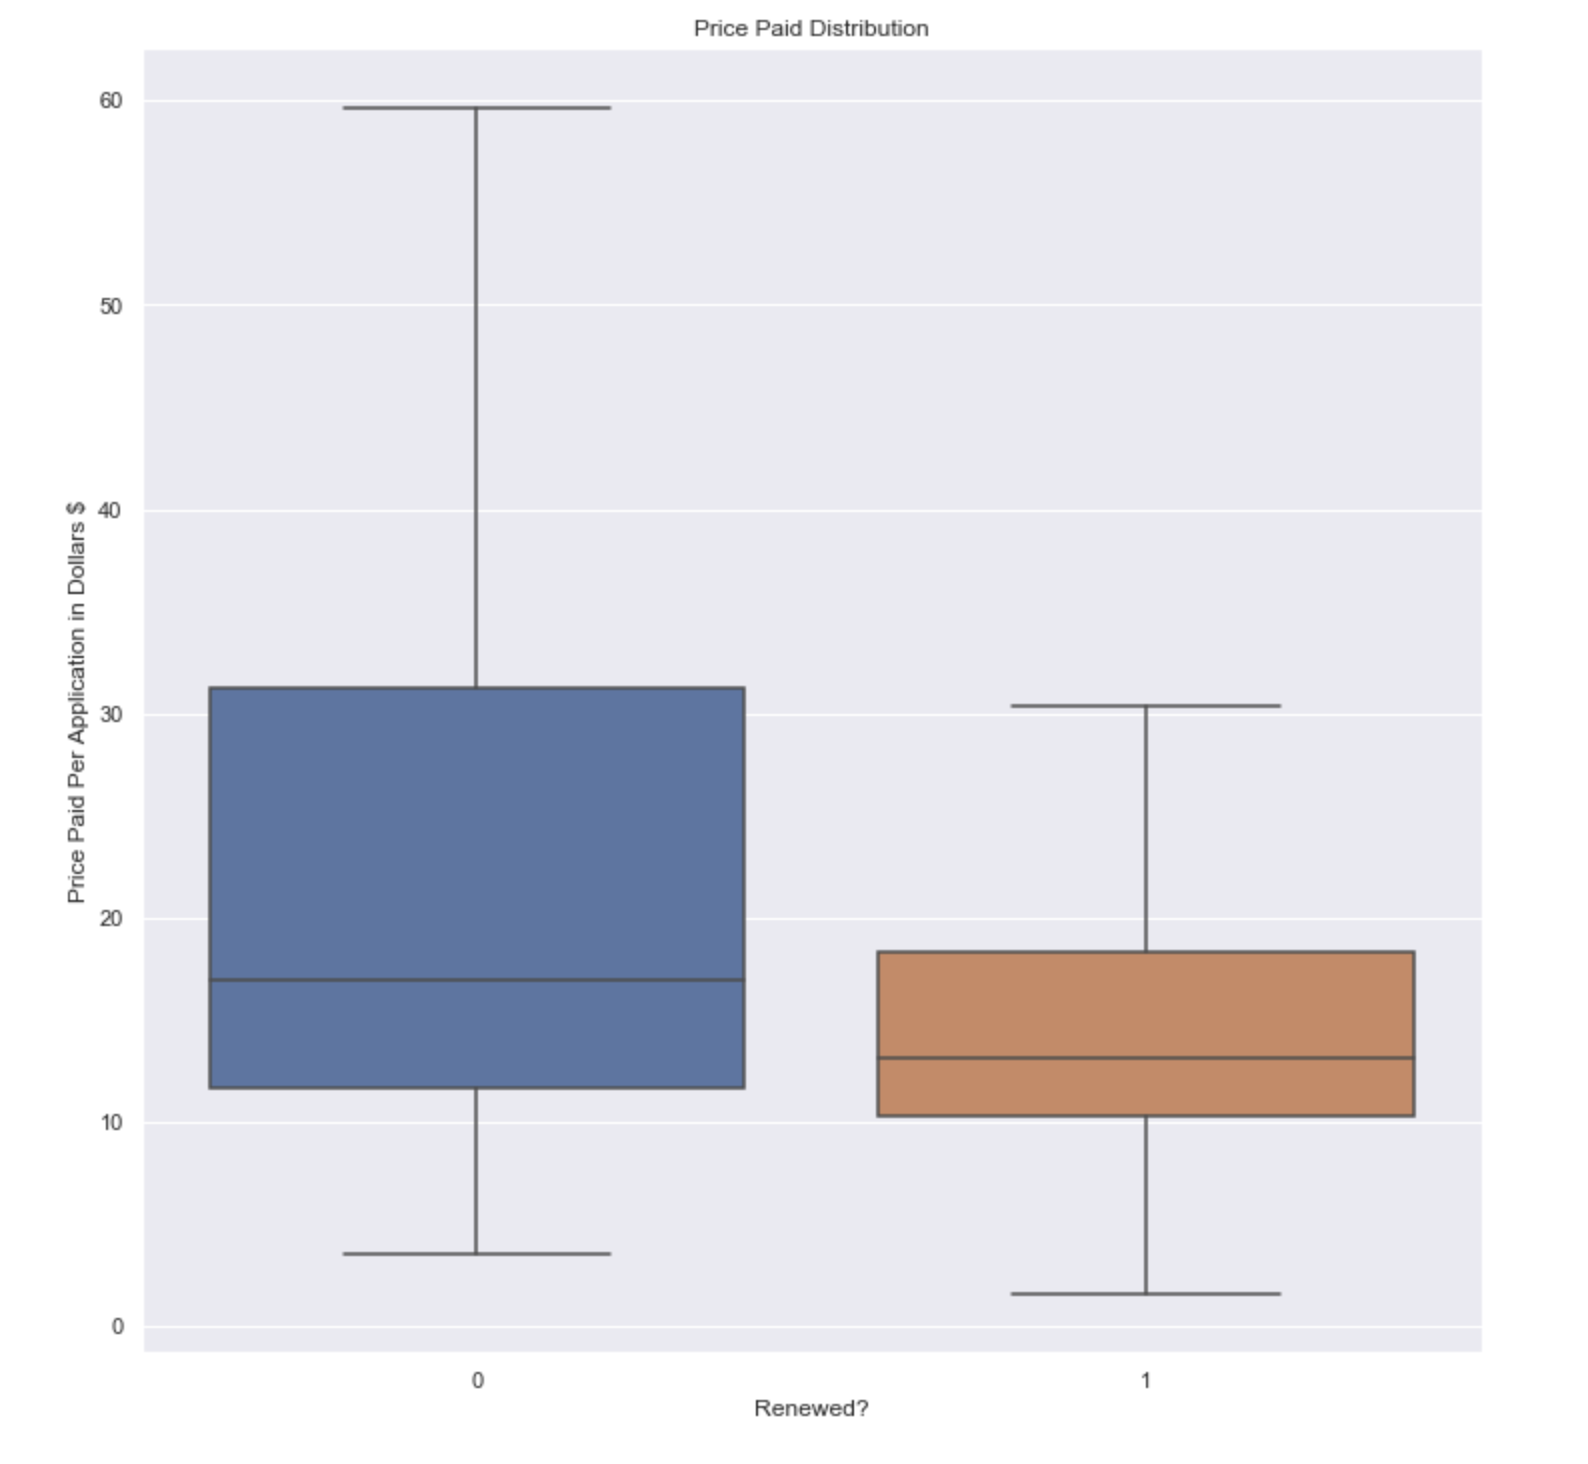 Price Paid Distribution
Price Paid Per Application in Dollars $
60
50
40
30
20
10
0
0 1
Renewed?